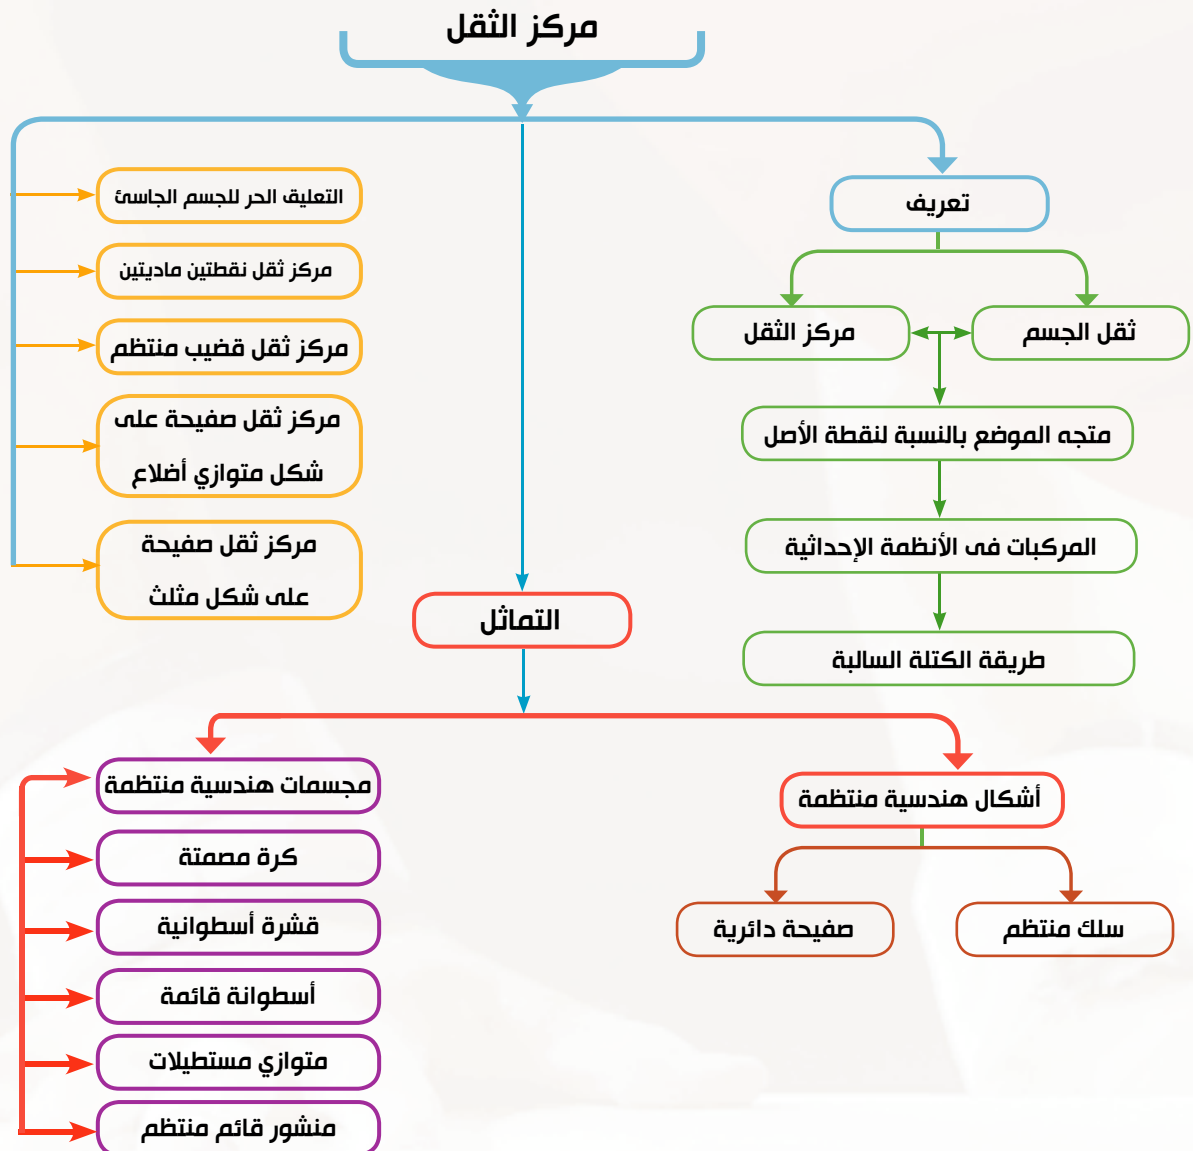 مركز الثقل
تعريف
ثقل الجسم
مركز الثقل
متجه الموضع بالنسبة لنقطة الأصل
المركبات فى الأنظمة الإحداثية
طريقة الكتلة السالبة
التعليق الحر للجسم الجاسئ
مركز ثقل نقطتين ماديتين
مركز ثقل قضيب منتظم
مركز ثقل صفيحة على
شكل متوازي أضلاع
مركز ثقل صفيحة
على شكل مثلث
التماثل
أشكال هندسية منتظمة
سلك منتظم
صفيحة دائرية
مجسمات هندسية منتظمة
كرة مصمتة
قشرة أسطوانية
أسطوانة قائمة
متوازي مستطيلات
منشور قائم منتظم